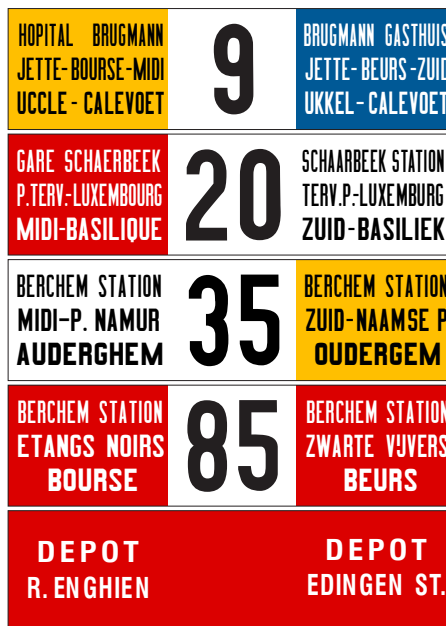 HOPITAL BRUGMANN
JETTE-BOURSE-MIDI
UCCLE - CALEVOET
9
BRUGMANN GASTHUIS
JETTE-BEURS-ZUID
UKKEL-CALEVOET
GARE SCHAERBEEK
P.TERV.-LUXEMBOURG
MIDI-BASILIQUE
20
SCHAARBEEK STATION
TERV.P.-LUXEMBURG
ZUID-BASILIEK
BERCHEM STATION
MIDI-P. NAMUR
AUDERGHEM
35
BERCHEM STATION
ZUID-NAAMSE P
OUDERGEM
BERCHEM STATION
ETANGS NOIRS
BOURSE
85
BERCHEM STATION
ZWARTE VIJVERS
BEURS
DEPOT
R. ENGHIEN
DEPOT
EDINGEN ST.